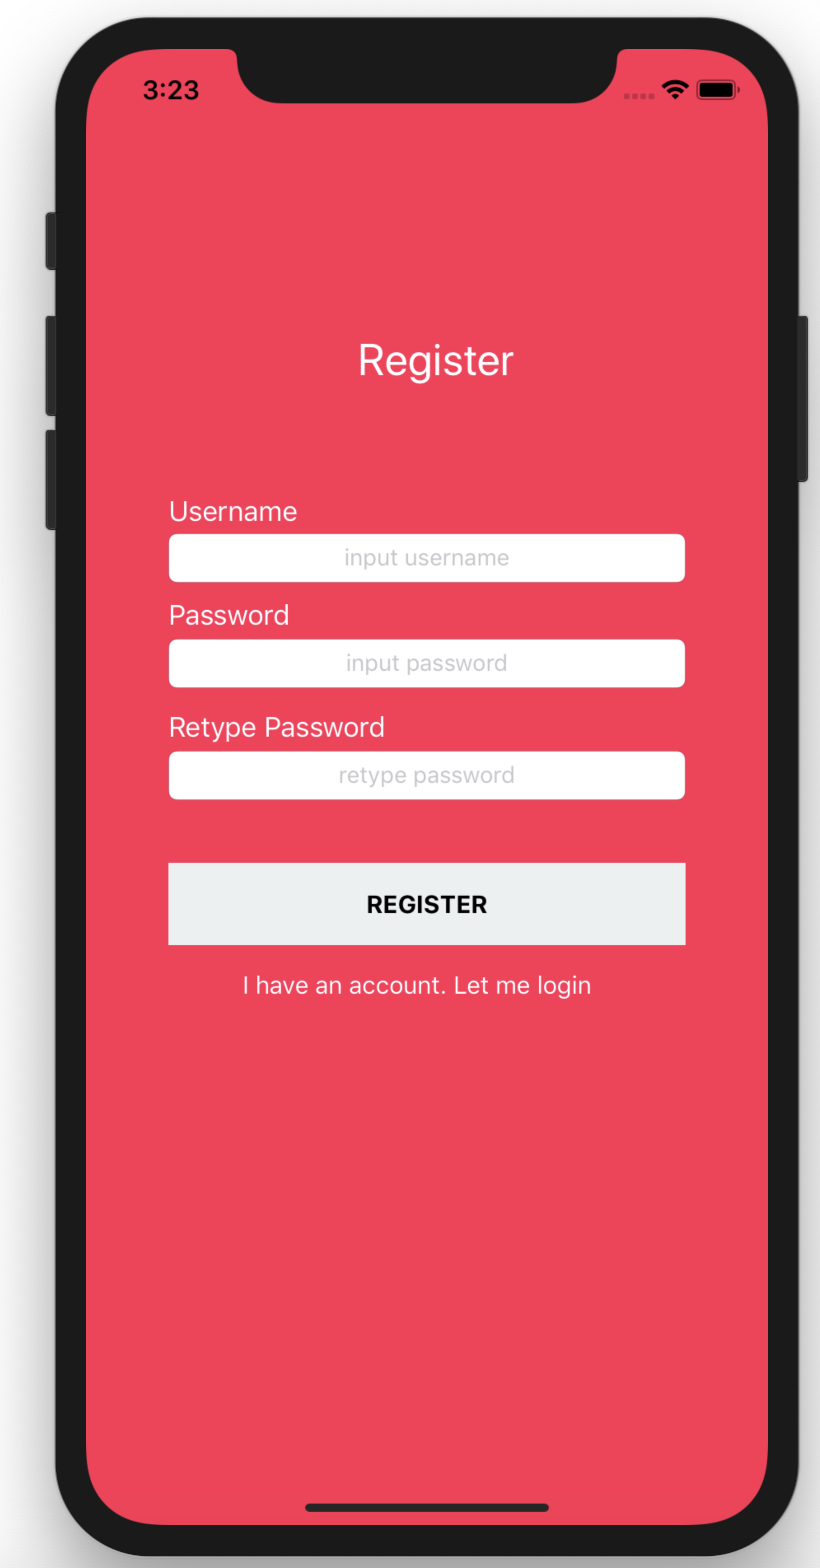 3:23
Register
Username
input username
Password
input password
Retype Password
retype password
REGISTER
I have an account. Let me login